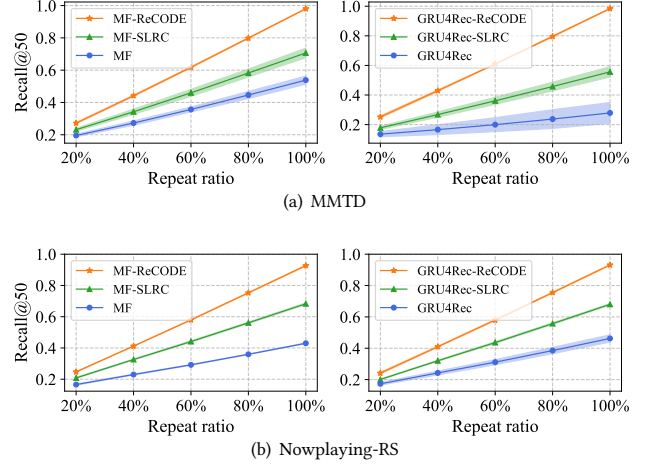 MF-ReCODE
MF-SLRC
MF
Recall@50
0.8
0.6
0.4
0.2
1.0
20% 40% 60% 80% 100%
Repeat ratio
GRU4Rec-ReCODE
GRU4Rec-SLRC
GRU4Rec
1.0
0.8
0.6
0.4
0.2
20% 40% 60% 80% 100%
Repeat ratio
(a) MMTD
MF-ReCODE
MF-SLRC
MF
Recall@50
1.0
0.8
0.6
0.4
0.2
20% 40% 60% 80% 100%
Repeat ratio
GRU4Rec-ReCODE
GRU4Rec-SLRC
GRU4Rec
1.0
0.8
0.6
0.4
0.2
20% 40% 60% 80% 100%
Repeat ratio
(b) Nowplaying-RS